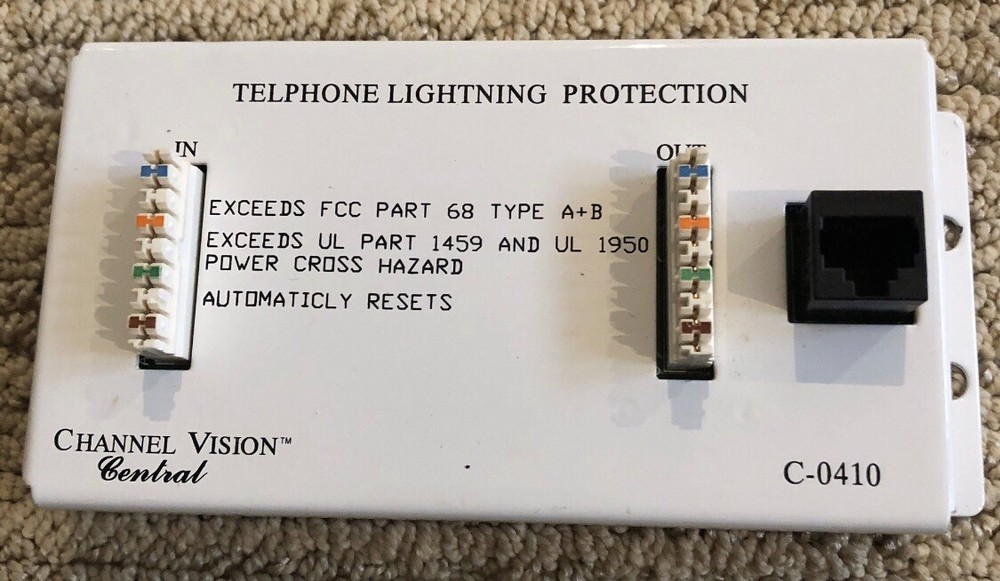 TELPHONE LIGHTNING PROTECTION
IN
OUT
EXCEEDS FCC PART 68 TYPE A+B
EXCEEDS UL PART 1459 AND UL 1950
POWER CROSS HAZARD
AUTOMATICLY RESETS
CHANNEL VISION™
Central
C-0410